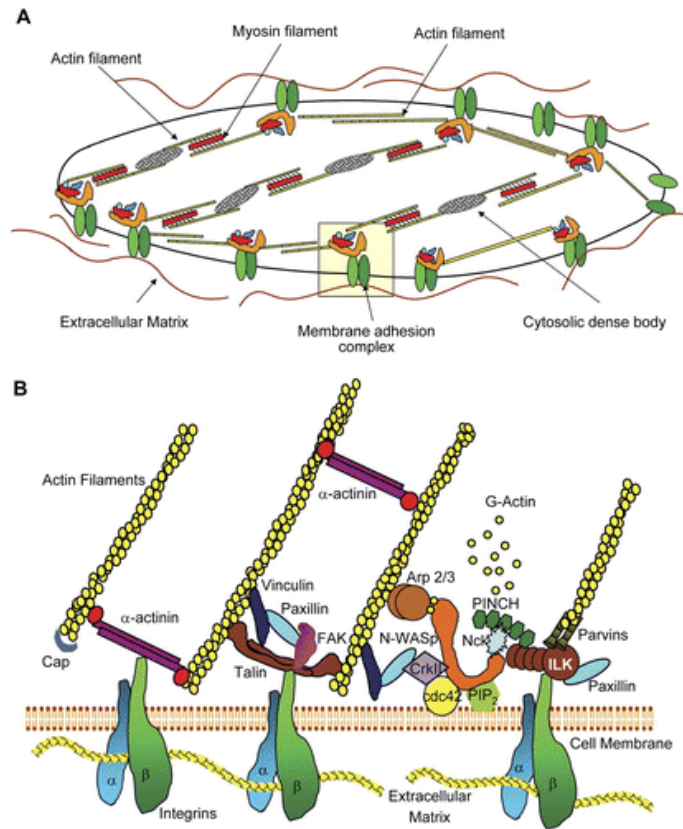 A
Myosin filament
Actin filament
Actin filament
Extracellular Matrix
Membrane adhesion
complex
Cytosolic dense body
B
Actin Filaments
α-actinin
G-Actin
Arp 2/3
Vinculin
PINCH
α-actinin
Paxillin
FAK
N-WASp
Nck
Parvins
Cap
Talin
CrkII
ILK
Paxillin
cdc42
PIP2
Cell Membrane
α
β
α
β
α
β
Integrins
Extracellular
Matrix